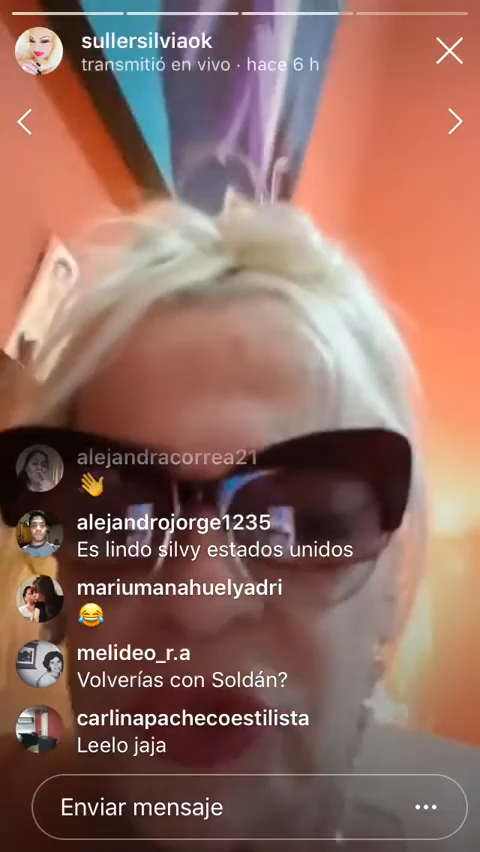 sullersilviaok
transmitió en vivo · hace 6 h
alejandracorrea21
👋
alejandrojorge1235
Es lindo silvy estados unidos
mariumanahuelyadri
😂
melideo_r.a
Volverías con Soldán?
carlinapachecoestilista
Leelo jaja
Enviar mensaje